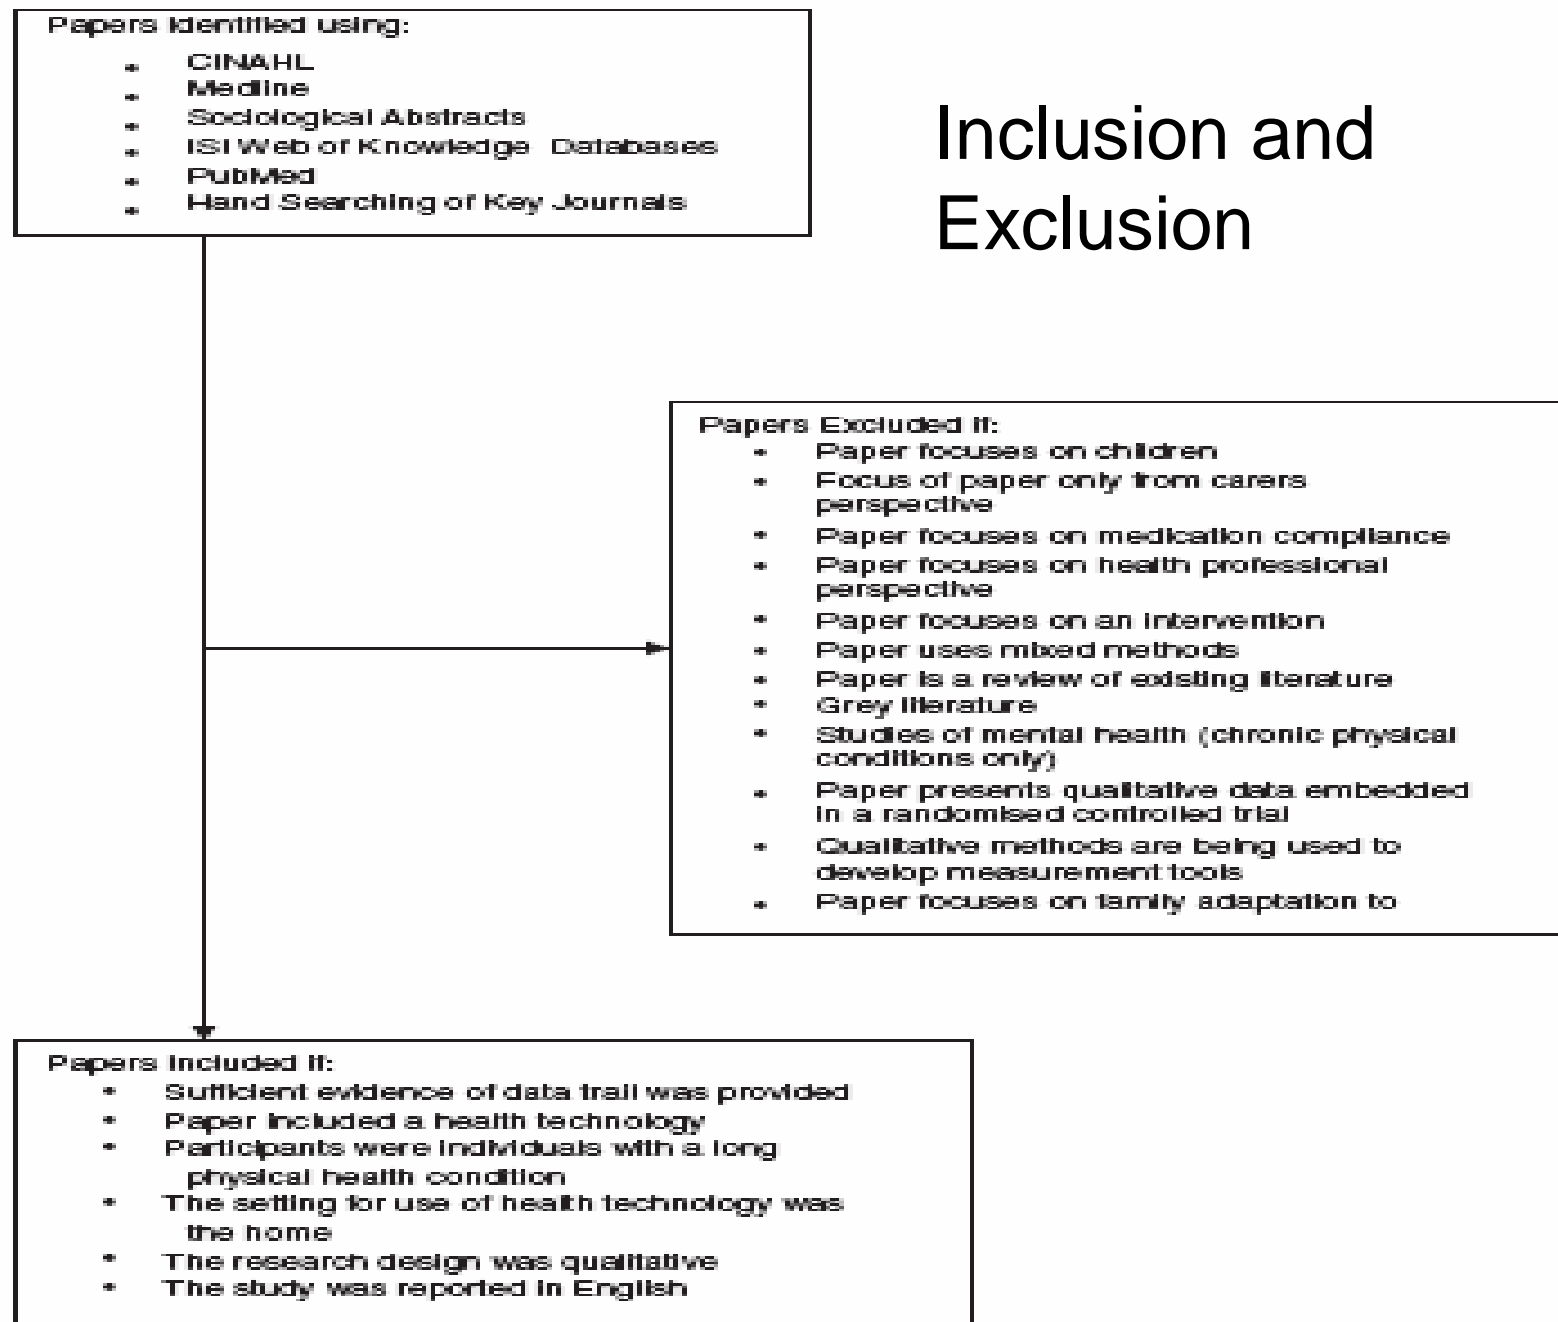 Papers Identified using:
• CINAHL
• Medline
• Sociological Abstracts
• ISI Web of Knowledge Databases
• PubMed
• Hand Searching of Key Journals
Inclusion and
Exclusion
Papers Excluded if:
• Paper focuses on children
• Focus of paper only from carers
perspective
• Paper focuses on medication compliance
• Paper focuses on health professional
perspective
• Paper focuses on an intervention
• Paper uses mixed methods
• Paper is a review of existing literature
• Grey literature
• Studies of mental health (chronic physical
conditions only)
• Paper presents qualitative data embedded
in a randomised controlled trial
• Qualitative methods are being used to
develop measurement tools
• Paper focuses on family adaptation to
Papers Included if:
• Sufficient evidence of data trail was provided
• Paper included a health technology
• Participants were individuals with a long
physical health condition
• The setting for use of health technology was
the home
• The research design was qualitative
• The study was reported in English